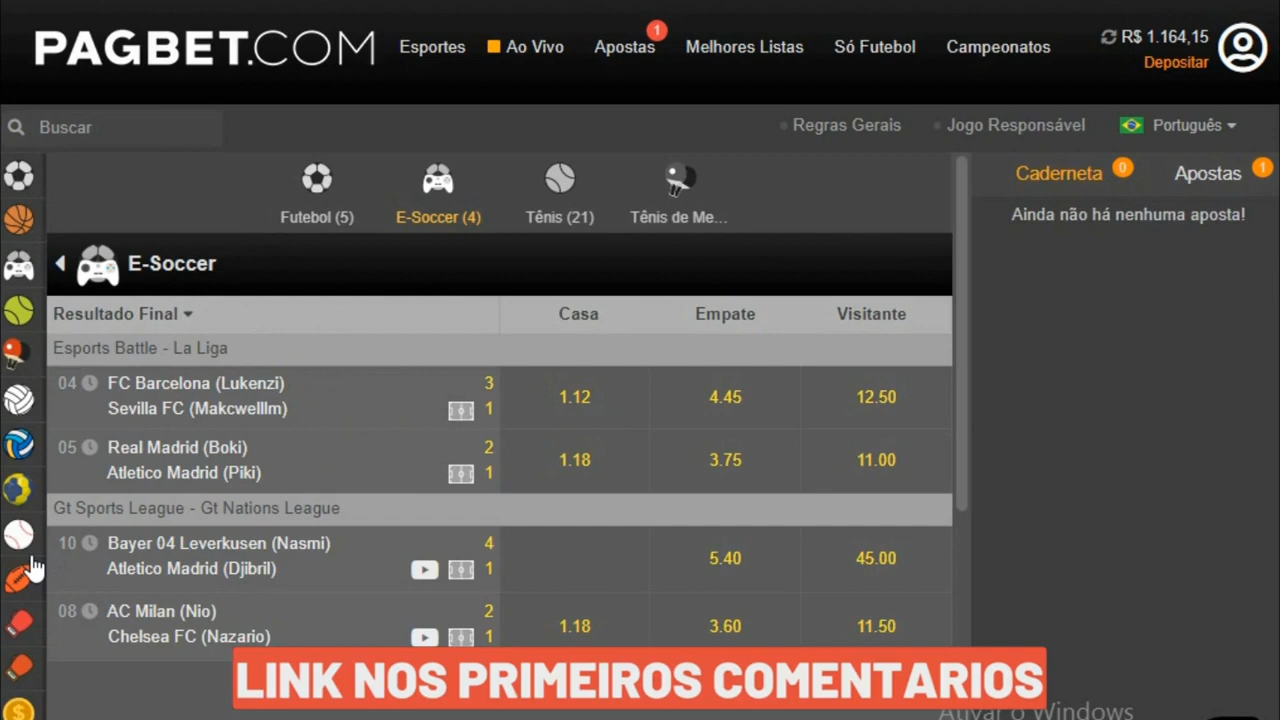 PAGBET.COM
Esportes
Ao Vivo
Apostas
1
Melhores Listas
Só Futebol
Campeonatos
R$ 1.164,15
Depositar
Buscar
Regras Gerais
Jogo Responsável
Português
Futebol (5)
E-Soccer (4)
Tênis (21)
Tênis de Me...
Caderneta 0
Apostas 1
Ainda não há nenhuma aposta!
E-Soccer
Resultado Final Casa Empate Visitante
Esports Battle - La Liga
04 FC Barcelona (Lukenzi) 3
Sevilla FC (Makcwelllm) 1
1.12 4.45 12.50
05 Real Madrid (Boki) 2
Atletico Madrid (Piki) 1
1.18 3.75 11.00
Gt Sports League - Gt Nations League
10 Bayer 04 Leverkusen (Nasmi) 4
Atletico Madrid (Djibril) 1
5.40 45.00
08 AC Milan (Nio) 2
Chelsea FC (Nazario) 1
1.18 3.60 11.50
LINK NOS PRIMEIROS COMENTARIOS
Ativar o Windows